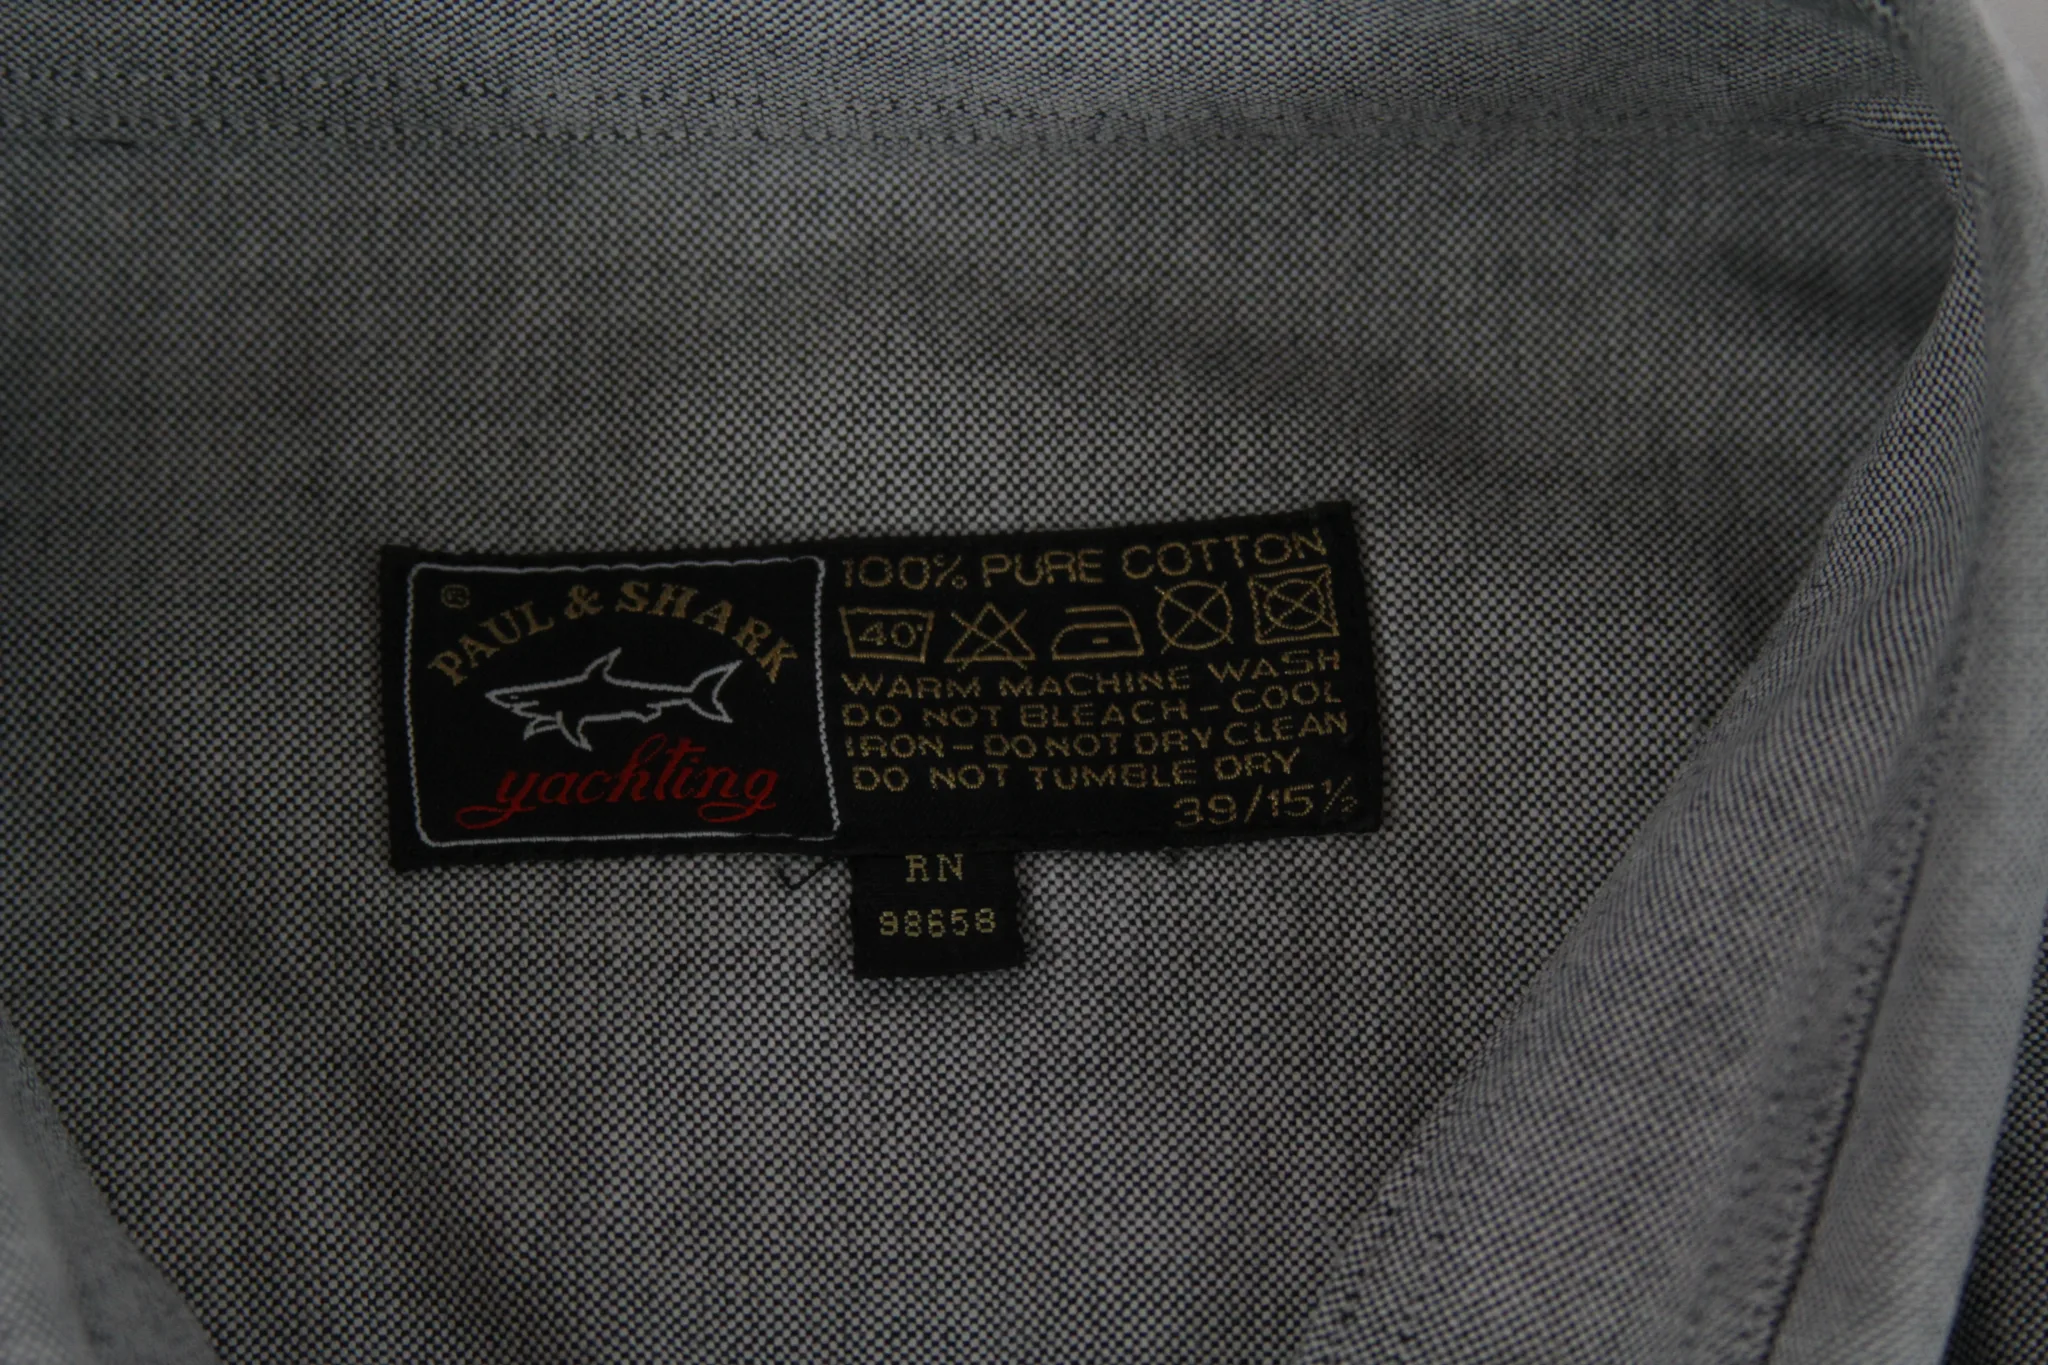 ®
PAUL & SHARK
yachting
100% PURE COTTON
40°
WARM MACHINE WASH
DO NOT BLEACH - COOL
IRON - DO NOT DRY CLEAN
DO NOT TUMBLE DRY
39/15½
RN
98658